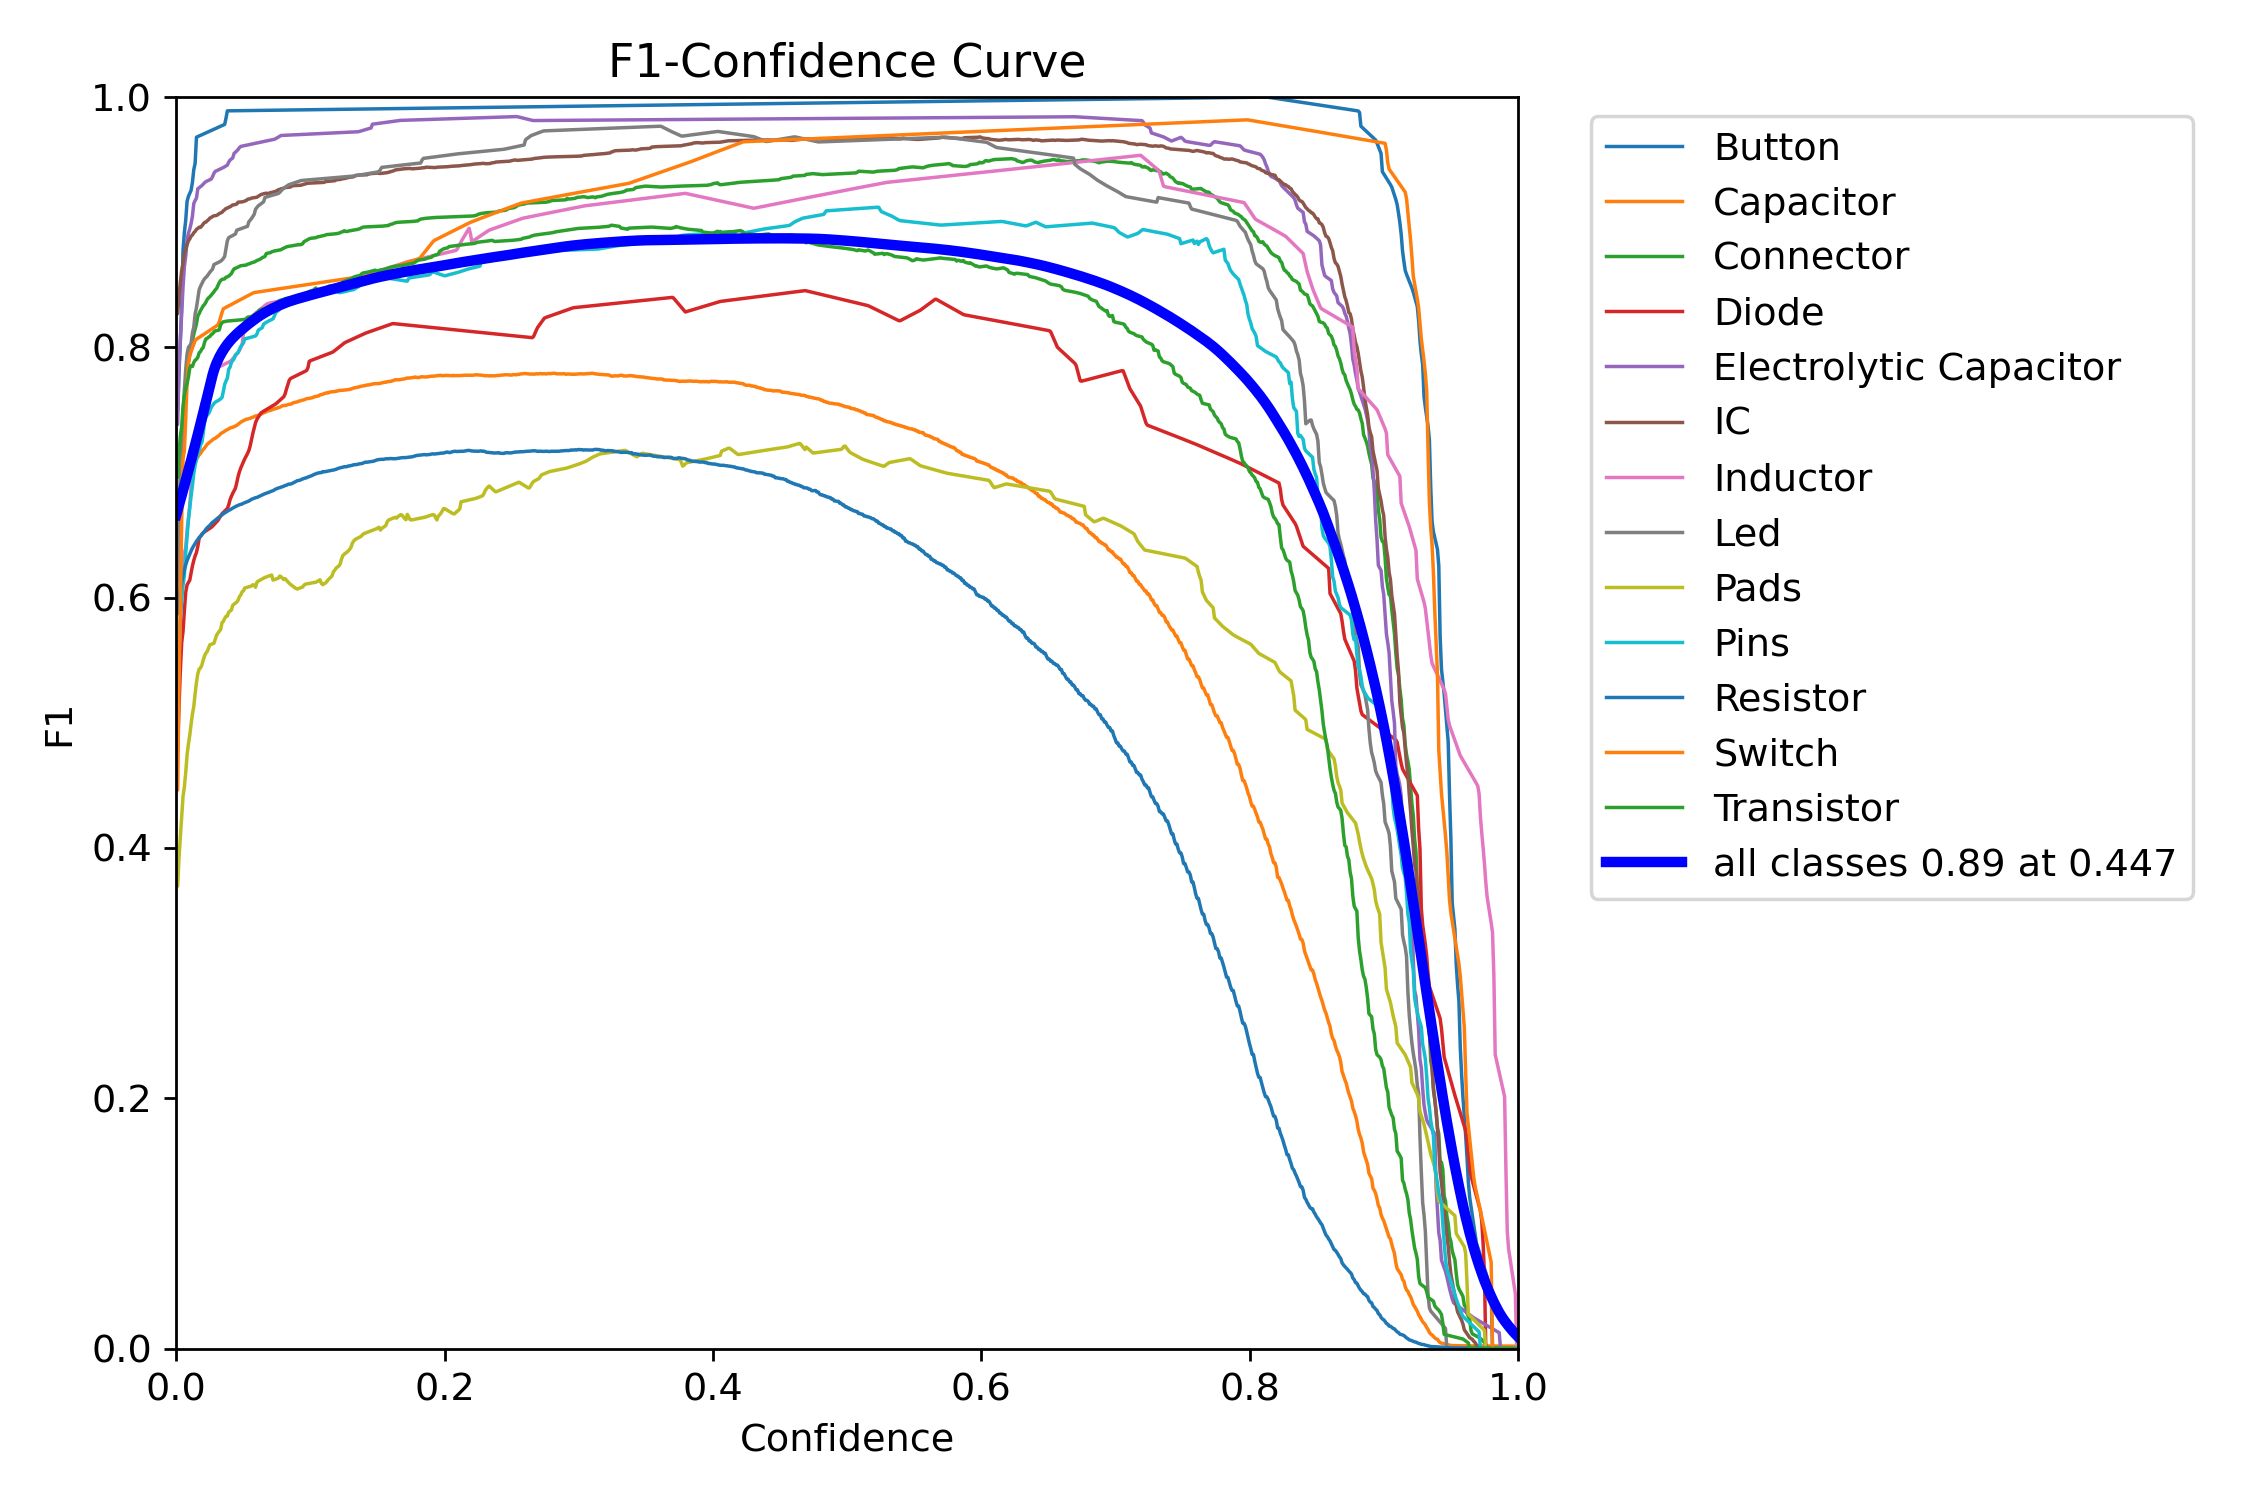 F1-Confidence Curve
1.0
0.8
0.6
0.4
0.2
0.0
F1
0.0 0.2 0.4 0.6 0.8 1.0
Confidence
Button
Capacitor
Connector
Diode
Electrolytic Capacitor
IC
Inductor
Led
Pads
Pins
Resistor
Switch
Transistor
all classes 0.89 at 0.447